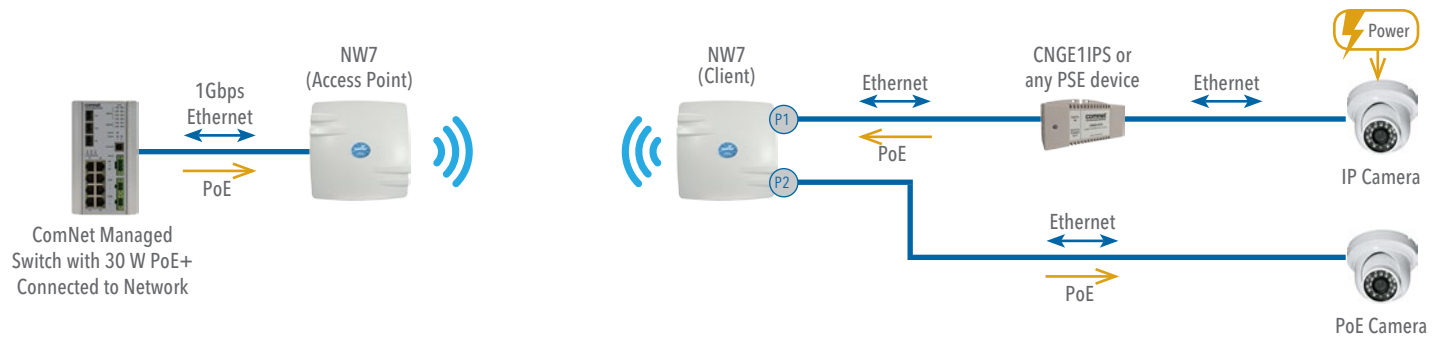 1Gbps
Ethernet
PoE
ComNet Managed
Switch with 30 W PoE+
Connected to Network
NW7
(Access Point)
NW7
(Client)
P1
P2
Ethernet
PoE
CNGE1IPS or
any PSE device
Ethernet
Power
IP Camera
Ethernet
PoE
PoE Camera